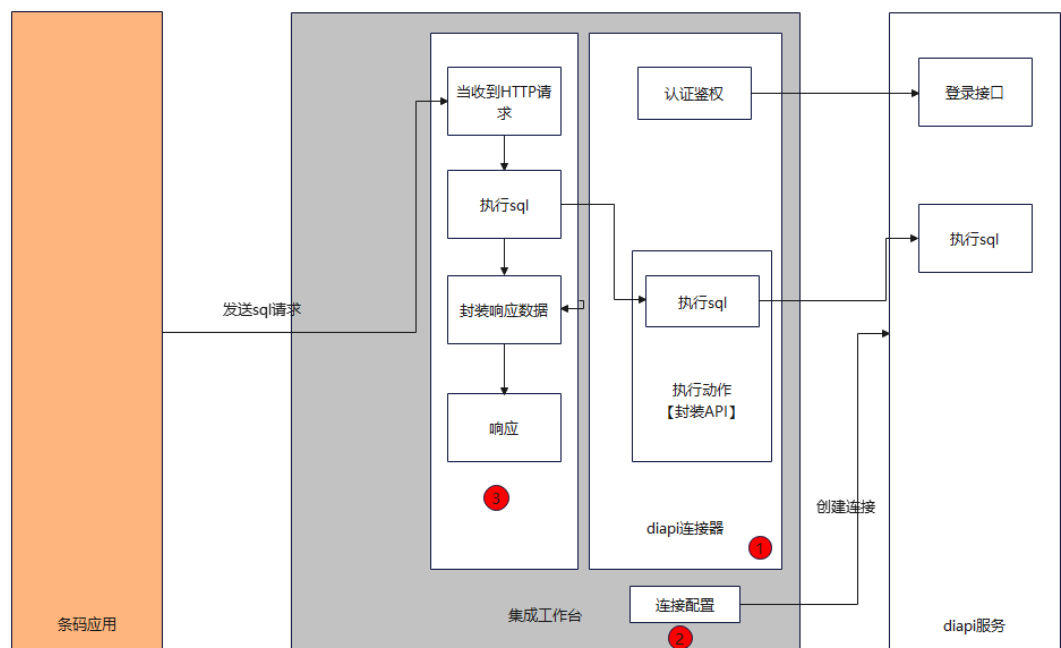 当收到HTTP请
求
认证鉴权
登录接口
执行sql
执行sql
发送sql请求
封装响应数据
执行sql
执行动作
【封装API】
响应
3
创建连接
diapi连接器
1
连接配置
集成工作台
2
条码应用
diapi服务